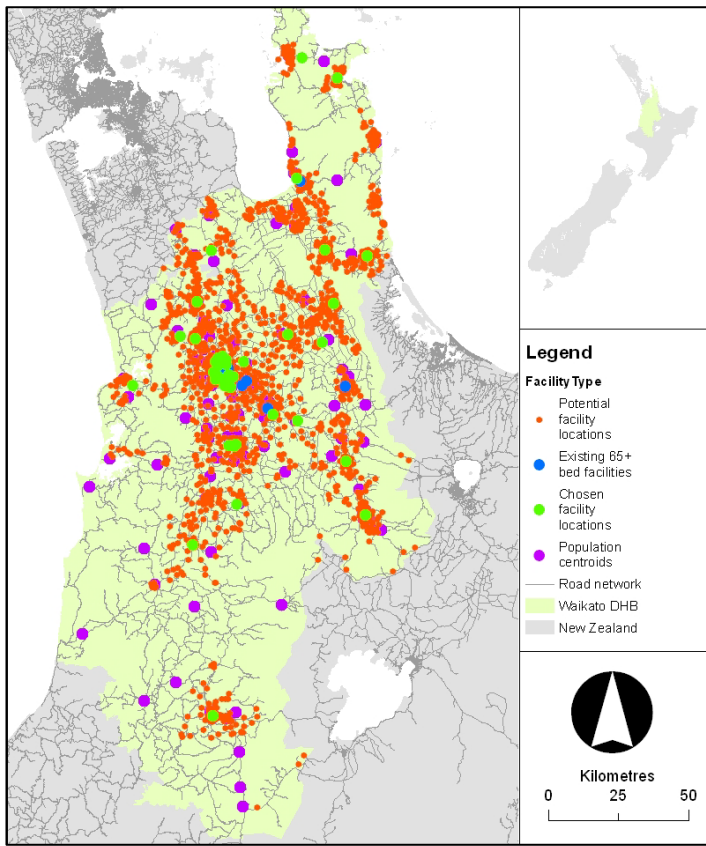 Legend
Facility Type
Potential
facility
locations
Existing 65+
bed facilities
Chosen
facility
locations
Population
centroids
Road network
Waikato DHB
New Zealand
Kilometres
0 25 50